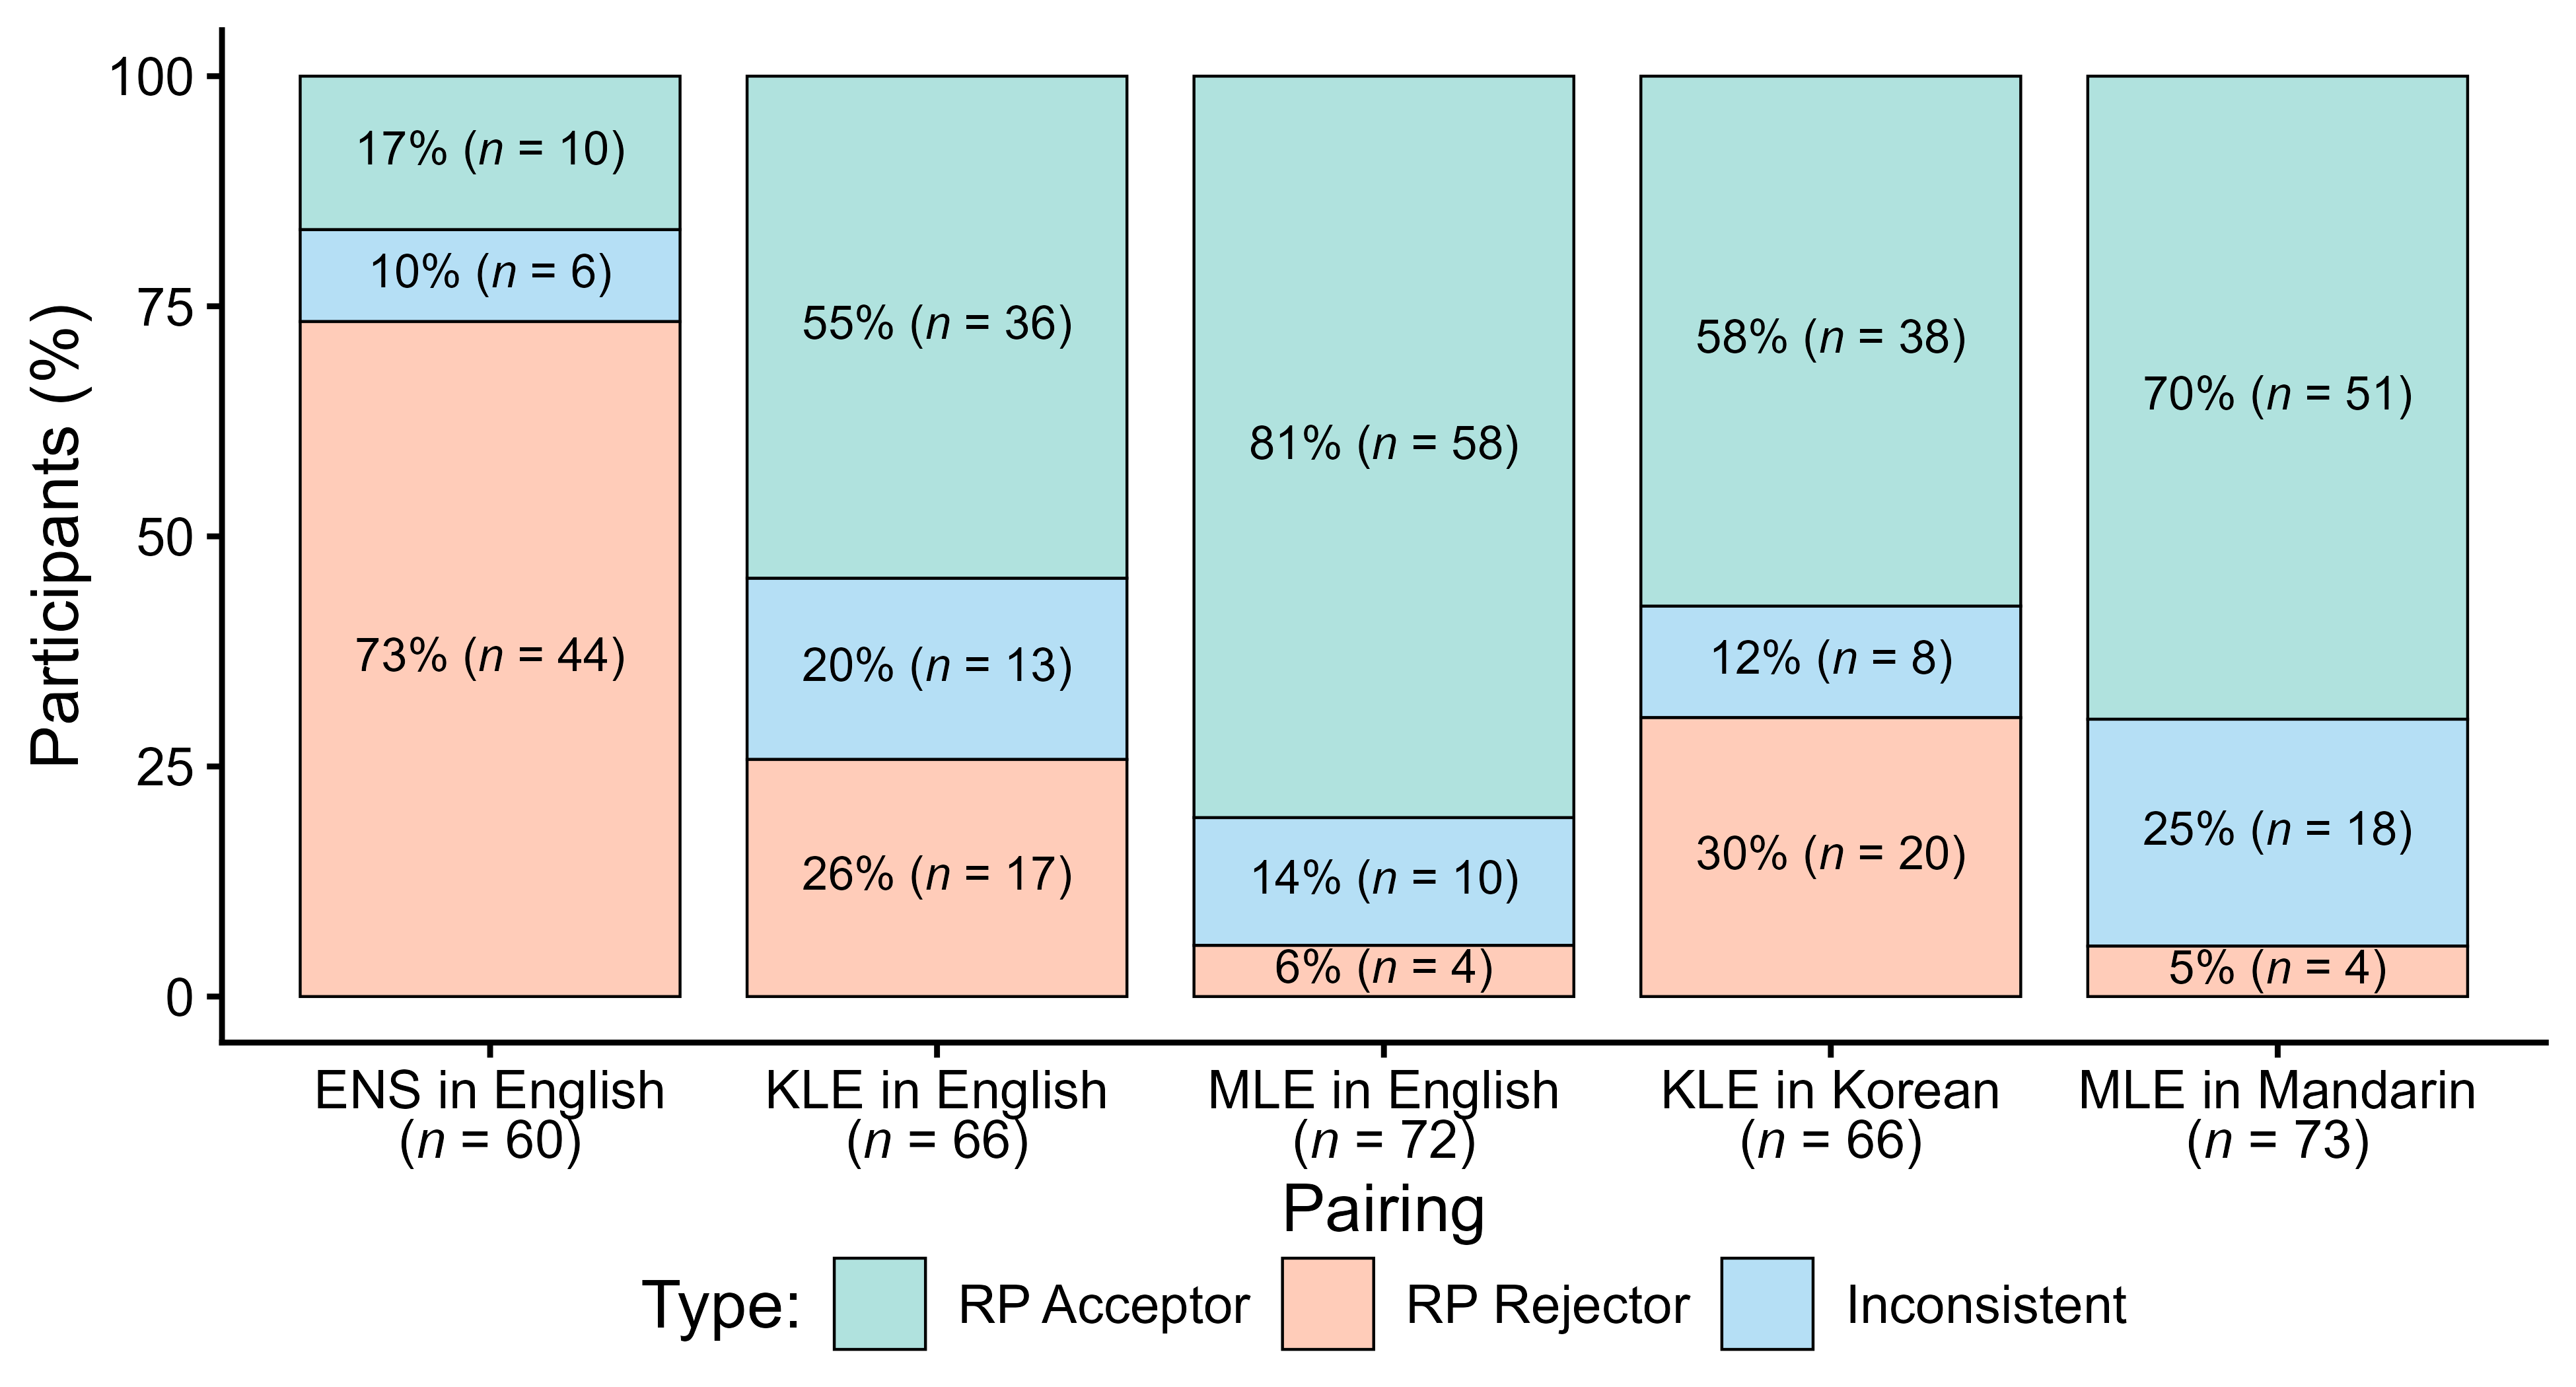 Participants (%)
100
75
50
25
0
17% (n = 10)
10% (n = 6)
73% (n = 44)
55% (n = 36)
20% (n = 13)
26% (n = 17)
81% (n = 58)
14% (n = 10)
6% (n = 4)
58% (n = 38)
12% (n = 8)
30% (n = 20)
70% (n = 51)
25% (n = 18)
5% (n = 4)
ENS in English
(n = 60)
KLE in English
(n = 66)
MLE in English
(n = 72)
KLE in Korean
(n = 66)
MLE in Mandarin
(n = 73)
Pairing
Type: RP Acceptor RP Rejector Inconsistent